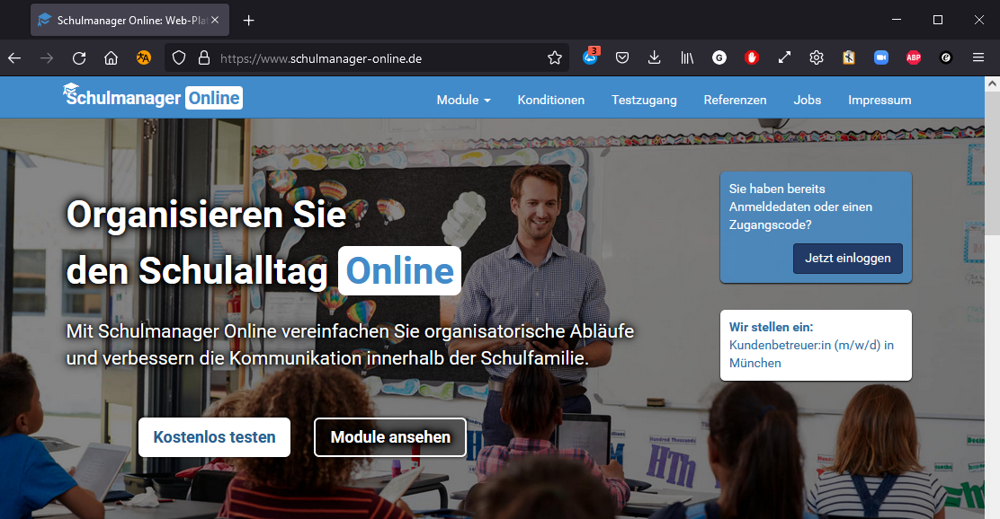 Schulmanager Online: Web-Plat
https://www.schulmanager-online.de
3
G
ABP
Schulmanager Online
Module
Konditionen
Testzugang
Referenzen
Jobs
Impressum
Organisieren Sie
den Schulalltag Online
Mit Schulmanager Online vereinfachen Sie organisatorische Abläufe
und verbessern die Kommunikation innerhalb der Schulfamilie.
Kostenlos testen
Module ansehen
Sie haben bereits
Anmeldedaten oder einen
Zugangscode?
Jetzt einloggen
Wir stellen ein:
Kundenbetreuer:in (m/w/d) in
München
Hundred Thousands
HTh